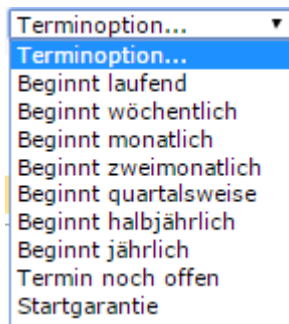 Terminoption...
Terminoption...
Beginnt laufend
Beginnt wöchentlich
Beginnt monatlich
Beginnt zweimonatlich
Beginnt quartalsweise
Beginnt halbjährlich
Beginnt jährlich
Termin noch offen
Startgarantie